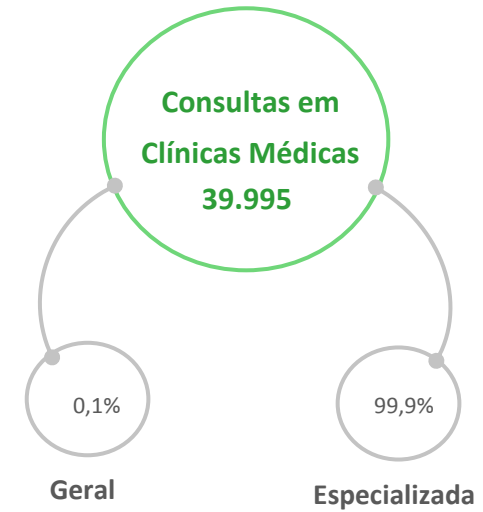 Consultas em
Clínicas Médicas
39.995
0,1%
99,9%
Geral
Especializada